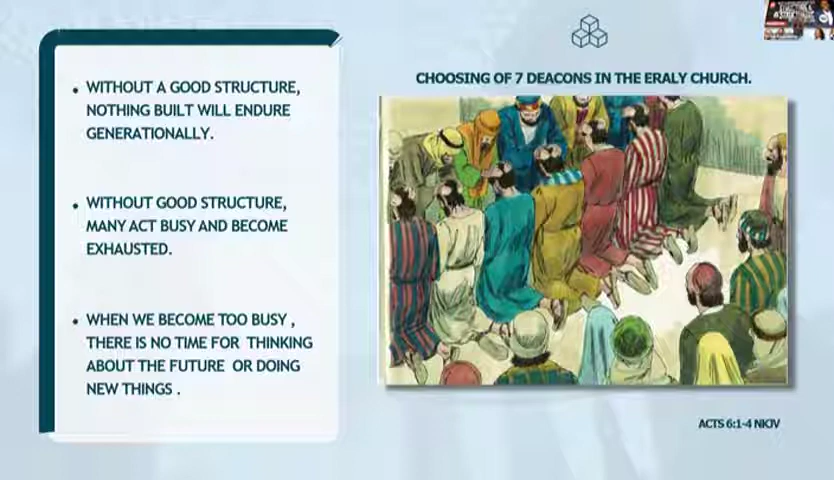 • WITHOUT A GOOD STRUCTURE,
NOTHING BUILT WILL ENDURE
GENERATIONALLY.
• WITHOUT GOOD STRUCTURE,
MANY ACT BUSY AND BECOME
EXHAUSTED.
• WHEN WE BECOME TOO BUSY ,
THERE IS NO TIME FOR THINKING
ABOUT THE FUTURE OR DOING
NEW THINGS .
CHOOSING OF 7 DEACONS IN THE ERALY CHURCH.
ACTS 6:1-4 NKJV